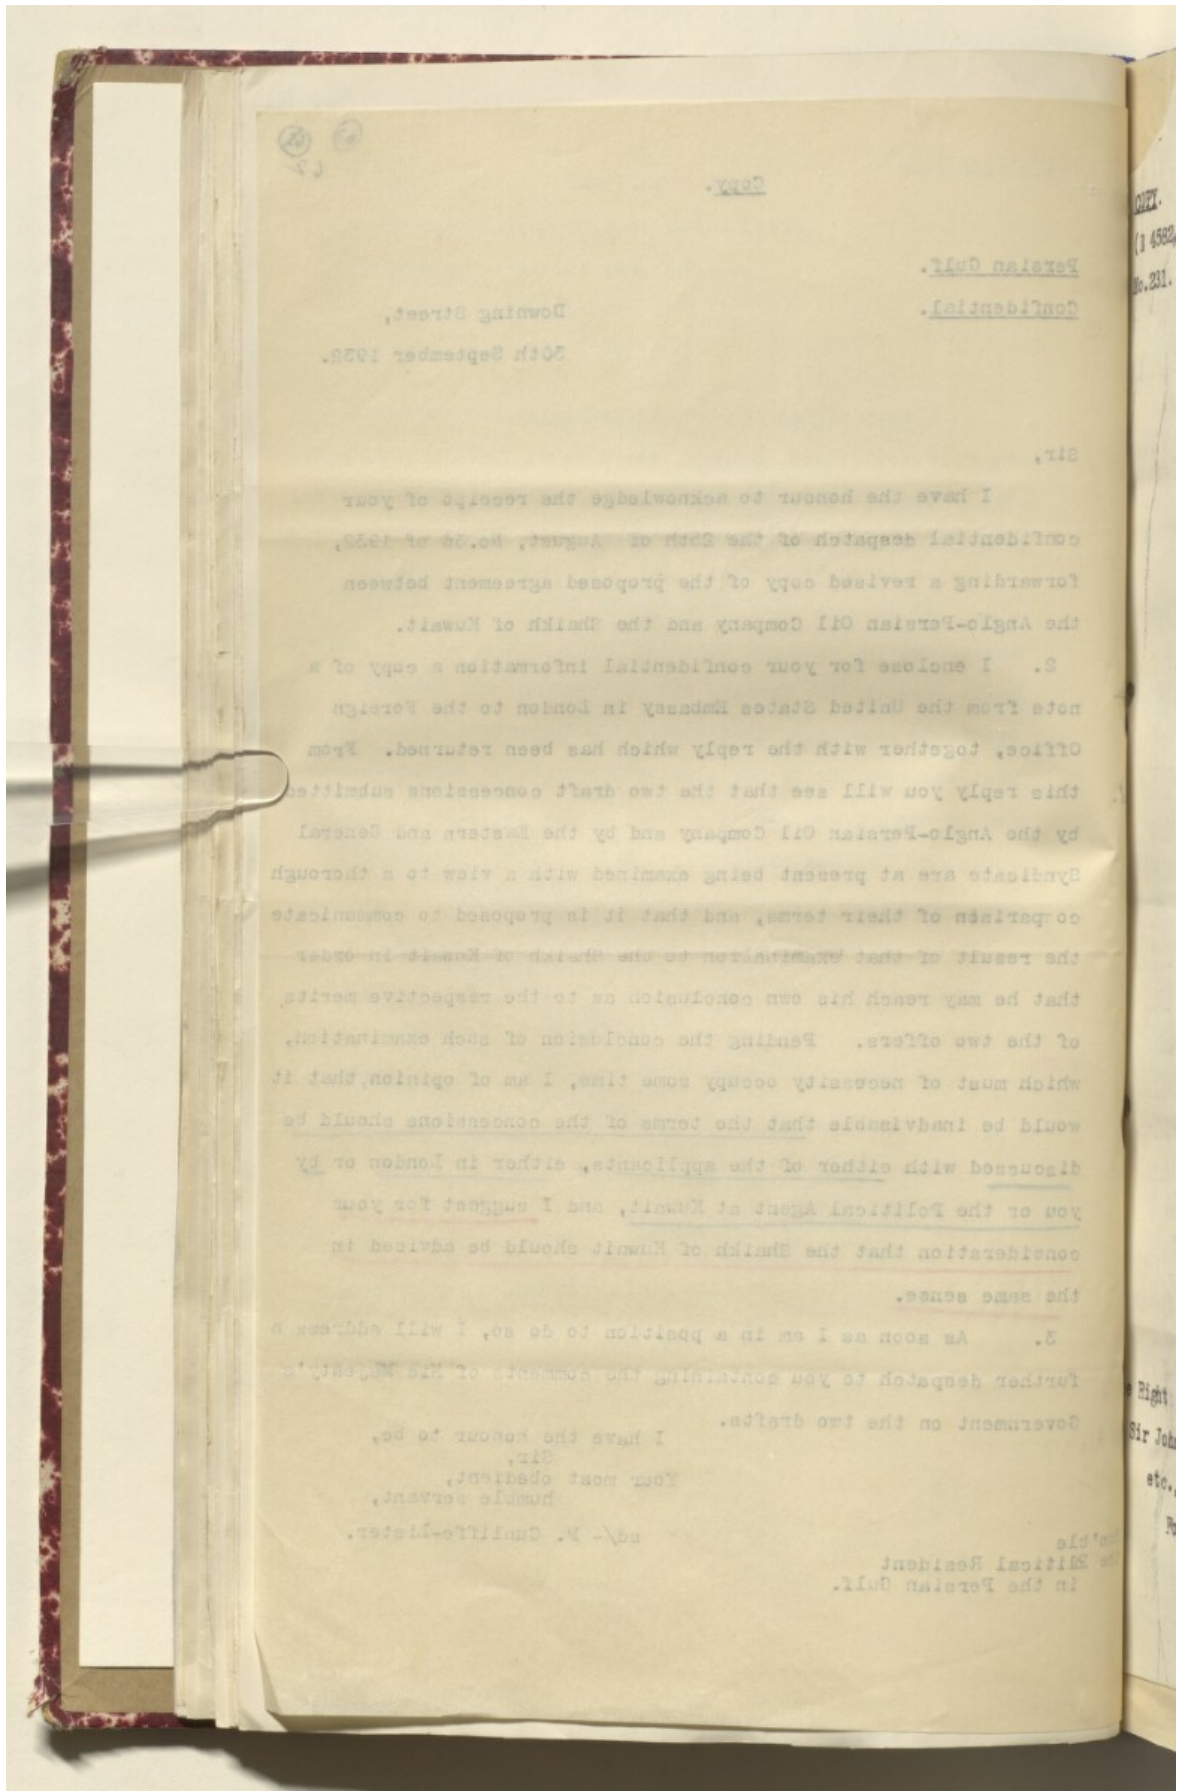 Copy.
Persian Gulf.
Confidential.
Downing Street,
30th September 1932.
Sir,
I have the honour to acknowledge the receipt of your
confidential despatch of the 25th of August, No.36 of 1932,
forwarding a revised copy of the proposed agreement between
the Anglo-Persian Oil Company and the Shaikh of Kuwait.
2. I enclose for your confidential information a copy of a
note from the United States Embassy in London to the Foreign
Office, together with the reply which has been returned. From
this reply you will see that the two draft concessions submitted
by the Anglo-Persian Oil Company and by the Eastern and General
Syndicate are at present being examined with a view to a thorough
comparison of their terms, and that it is proposed to communicate
the result of that examination to the Shaikh of Kuwait in order
that he may reach his own conclusion as to the respective merits
of the two offers. Pending the conclusion of such examination,
which must of necessity occupy some time, I am of opinion, that it
would be inadvisable that the terms of the concessions should be
discussed with either of the applicants, either in London or by
you or the Political Agent at Kuwait, and I suggest for your
consideration that the Shaikh of Kuwait should be advised in
the same sense.
3. As soon as I am in a ppsition to do so, I will address a
further despatch to you containing the comments of His Majesty's
Government on the two drafts.
I have the honour to be,
Sir,
Your most obedient,
humble servant,
sd/- P. Cunliffe-Lister.
on'ble
the Political Resident
in the Persian Gulf.
COPY.
(E 4582,
No.231.
Right
Sir John
etc.,